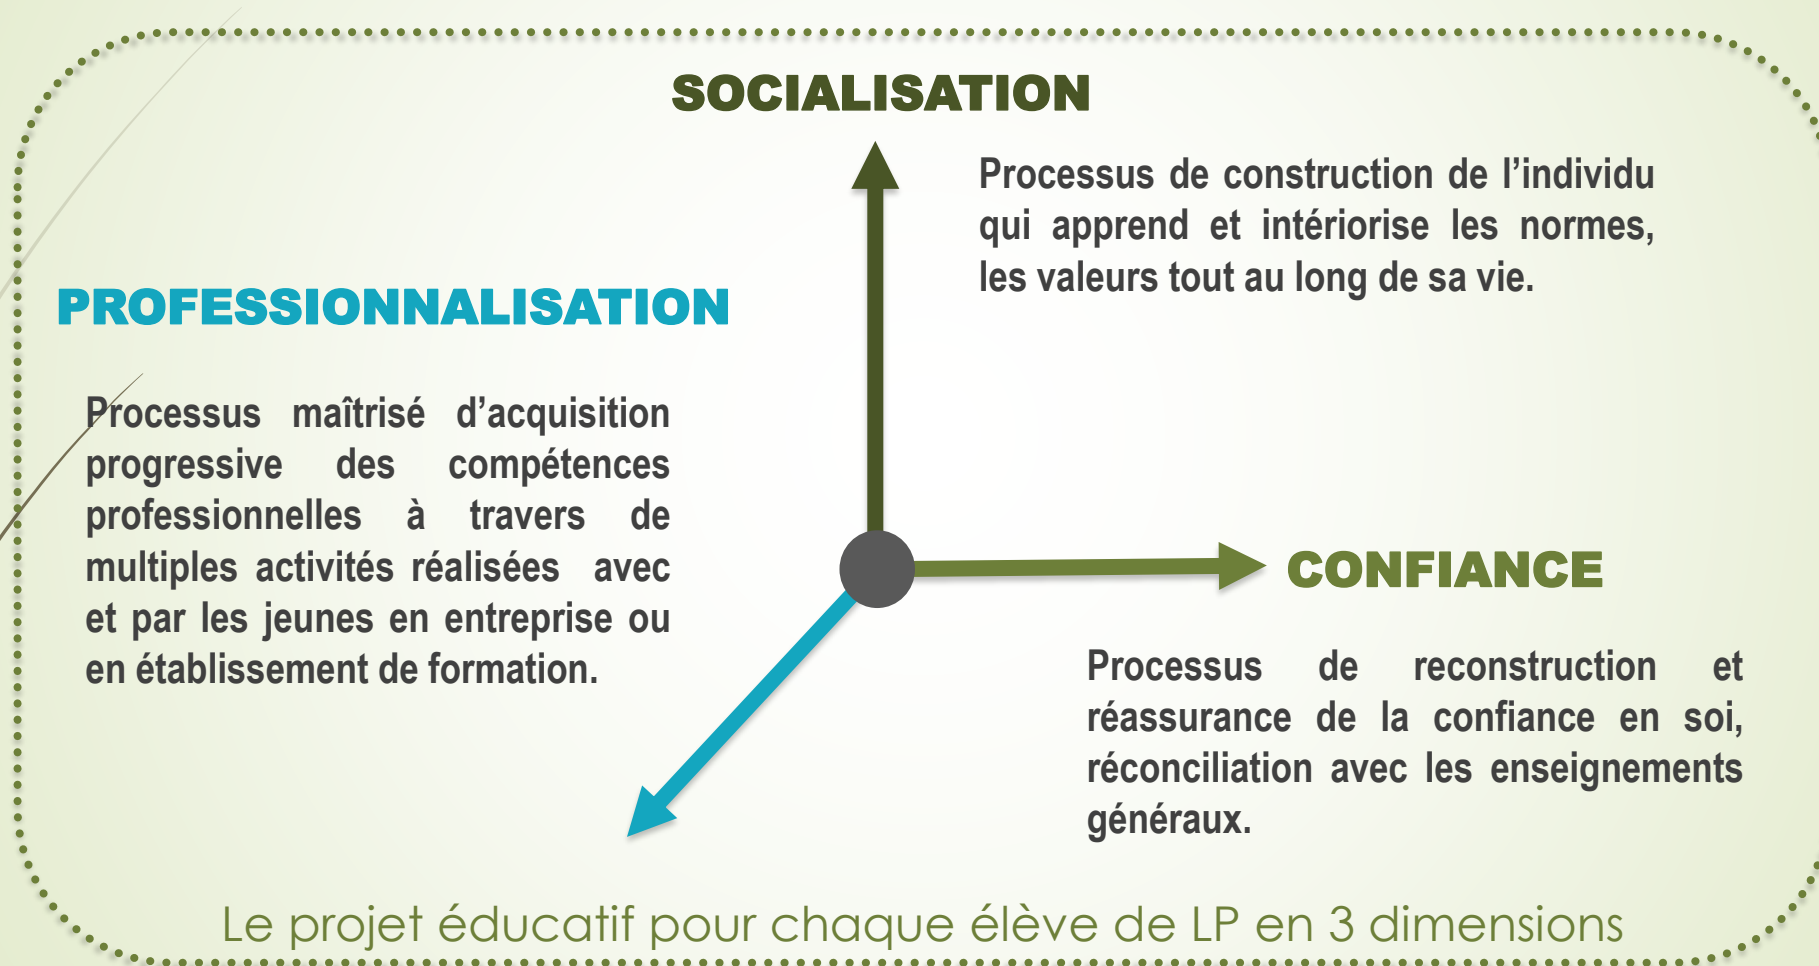 SOCIALISATION
Processus de construction de l’individu
qui apprend et intériorise les normes,
les valeurs tout au long de sa vie.
PROFESSIONNALISATION
Processus maîtrisé d’acquisition
progressive des compétences
professionnelles à travers de
multiples activités réalisées avec
et par les jeunes en entreprise ou
en établissement de formation.
CONFIANCE
Processus de reconstruction et
réassurance de la confiance en soi,
réconciliation avec les enseignements
généraux.
Le projet éducatif pour chaque élève de LP en 3 dimensions